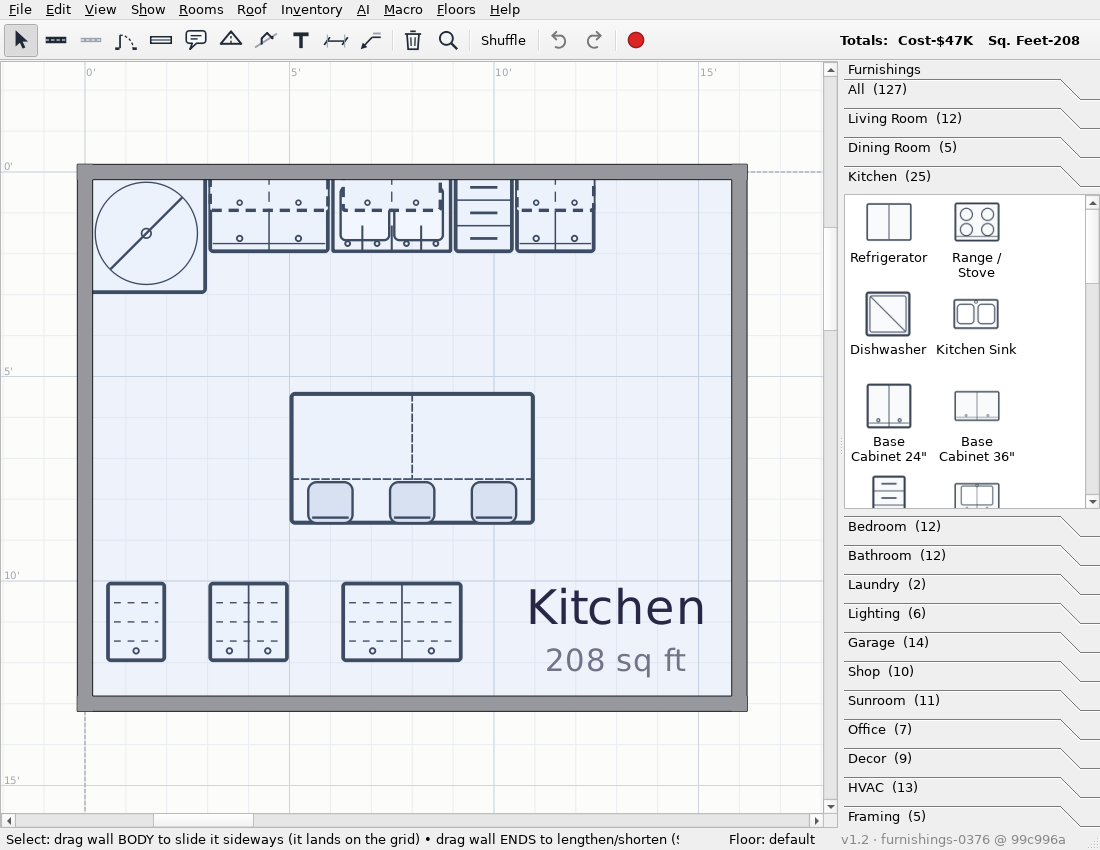 File Edit View Show Rooms Roof Inventory AI Macro Floors Help
Shuffle
Totals: Cost-$47K Sq. Feet-208
0' 5' 10' 15'
0'
5'
10'
15'
Kitchen
208 sq ft
Furnishings
All (127)
Living Room (12)
Dining Room (5)
Kitchen (25)
Refrigerator
Range /
Stove
Dishwasher
Kitchen Sink
Base
Cabinet 24"
Base
Cabinet 36"
Bedroom (12)
Bathroom (12)
Laundry (2)
Lighting (6)
Garage (14)
Shop (10)
Sunroom (11)
Office (7)
Decor (9)
HVAC (13)
Framing (5)
Select: drag wall BODY to slide it sideways (it lands on the grid) • drag wall ENDS to lengthen/shorten (
Floor: default
v1.2 · furnishings-0376 @ 99c996a